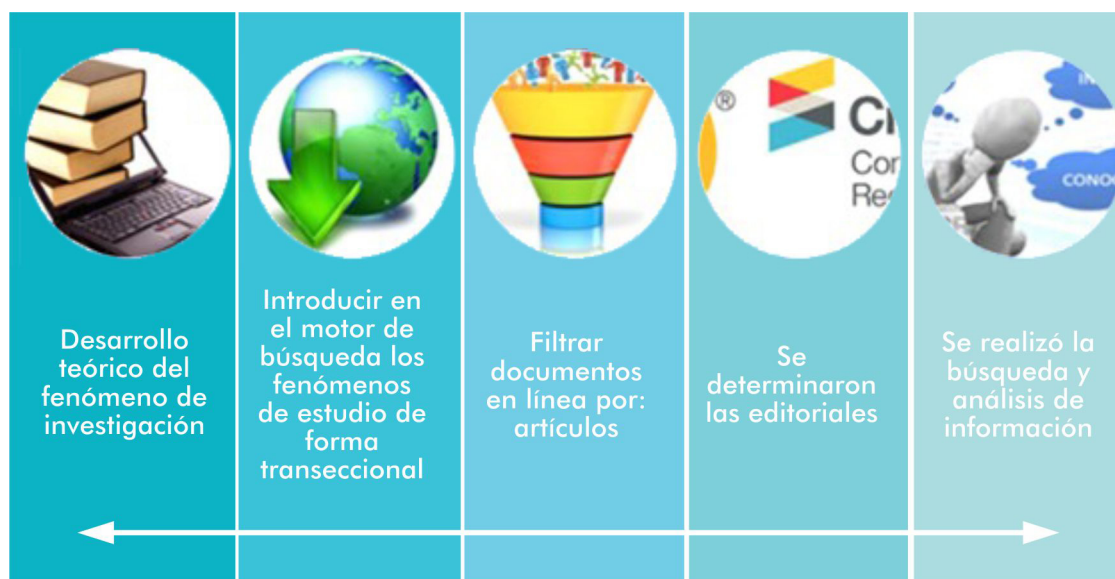 Desarrollo
teórico del
fenómeno de
investigación
Introducir en
el motor de
búsqueda los
fenómenos
de estudio de
forma
transeccional
Filtrar
documentos
en línea por:
artículos
®
Se
determinaron
las editoriales
Se realizó la
búsqueda y
análisis de
información